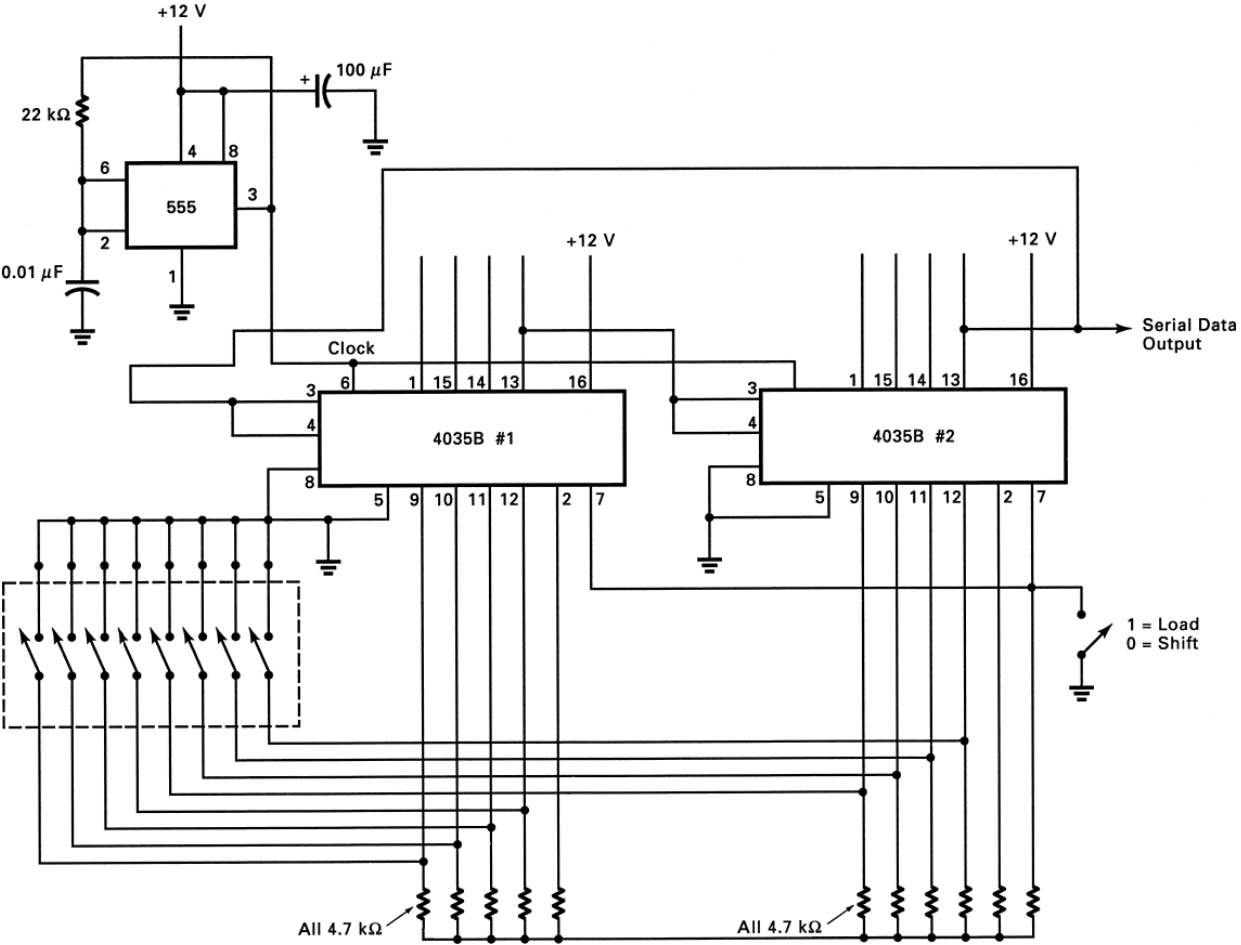 +12 V
100 µF
+
22 kΩ
4
8
6
555
3
2
1
0.01 µF
+12 V
+12 V
Serial Data
Output
Clock
3
6
1
15
14
13
16
3
1
15
14
13
16
4
4035B #1
4
4035B #2
8
8
5
9
10
11
12
2
7
5
9
10
11
12
2
7
1 = Load
0 = Shift
All 4.7 kΩ
All 4.7 kΩ